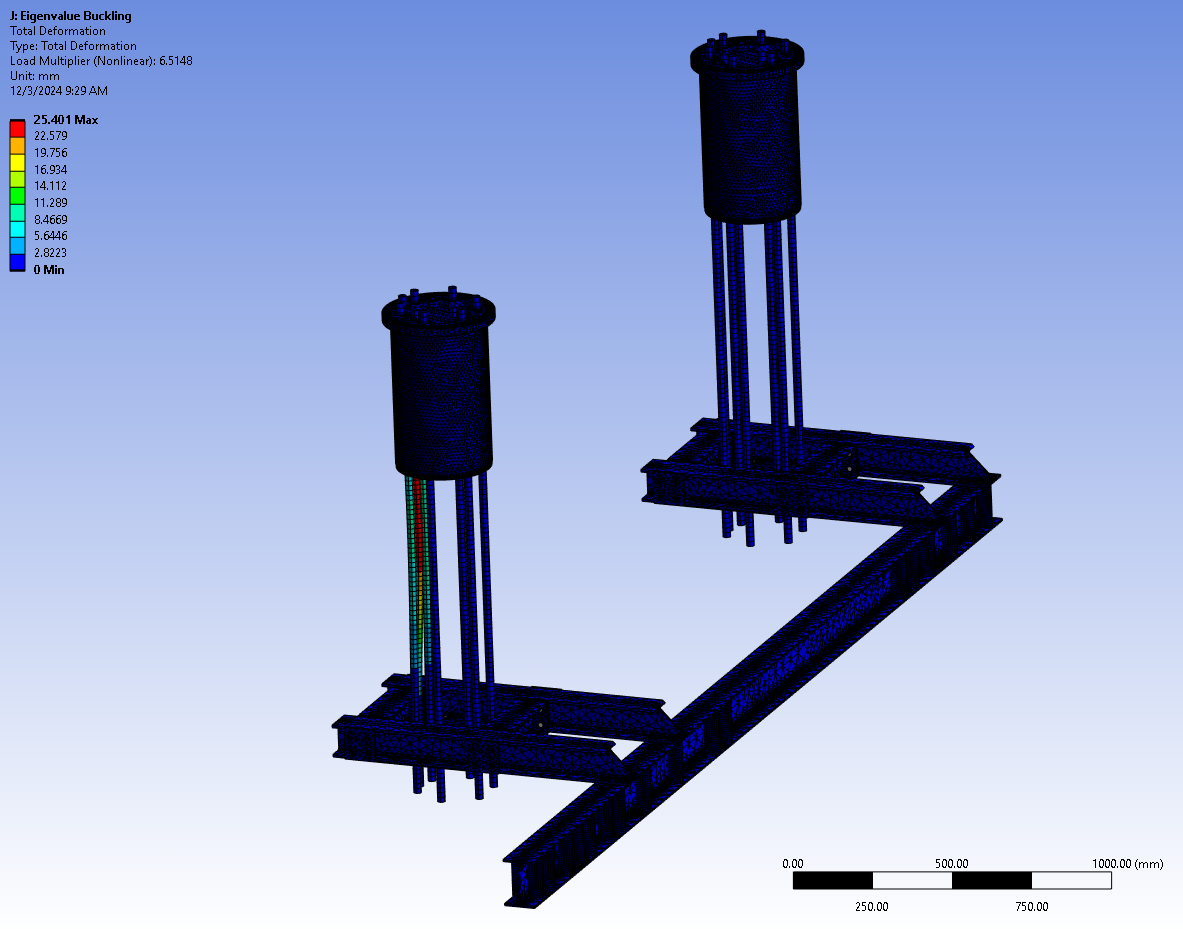 J: Eigenvalue Buckling
Total Deformation
Type: Total Deformation
Load Multiplier (Nonlinear): 6.5148
Unit: mm
12/3/2024 9:29 AM
25.401 Max
22.579
19.756
16.934
14.112
11.289
8.4669
5.6446
2.8223
0 Min
0.00 500.00 1000.00 (mm)
250.00 750.00